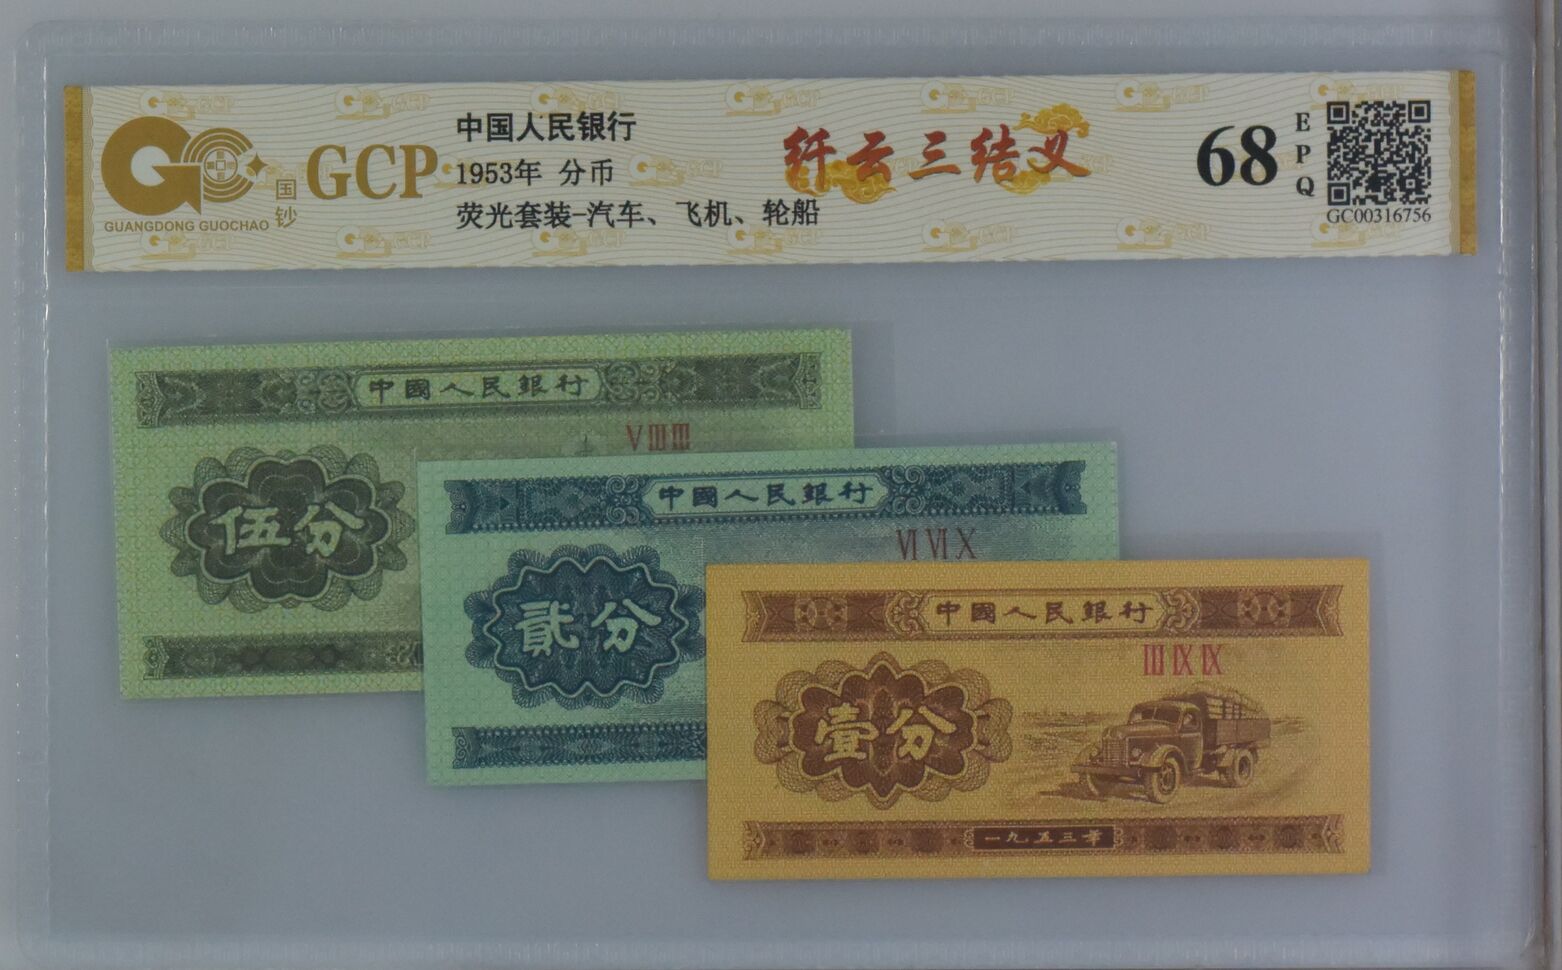 GUANGDONG GUOCHAO
国钞
GCP
中国人民银行
1953年 分币
荧光套装-汽车、飞机、轮船
纤云三结义
68
EPQ
GC00316756
中國人民銀行
VⅢⅢ
伍分
中國人民銀行
ⅥⅥX
貳分
中國人民銀行
ⅢⅨⅨ
壹分
一九五三年